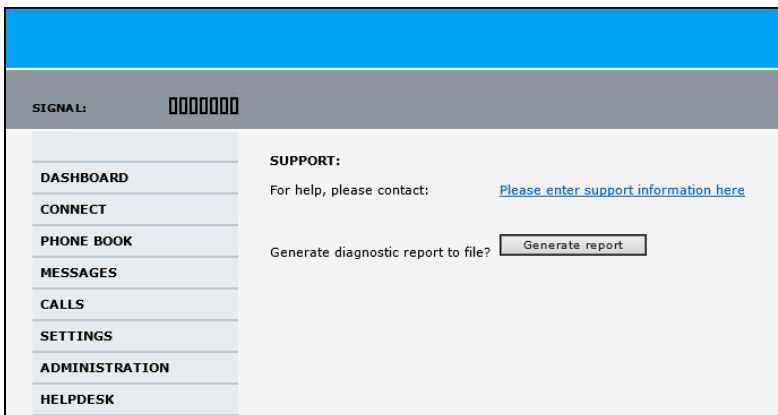 SIGNAL:
SUPPORT:
For help, please contact: Please enter support information here
Generate diagnostic report to file? Generate report
DASHBOARD
CONNECT
PHONE BOOK
MESSAGES
CALLS
SETTINGS
ADMINISTRATION
HELPDESK